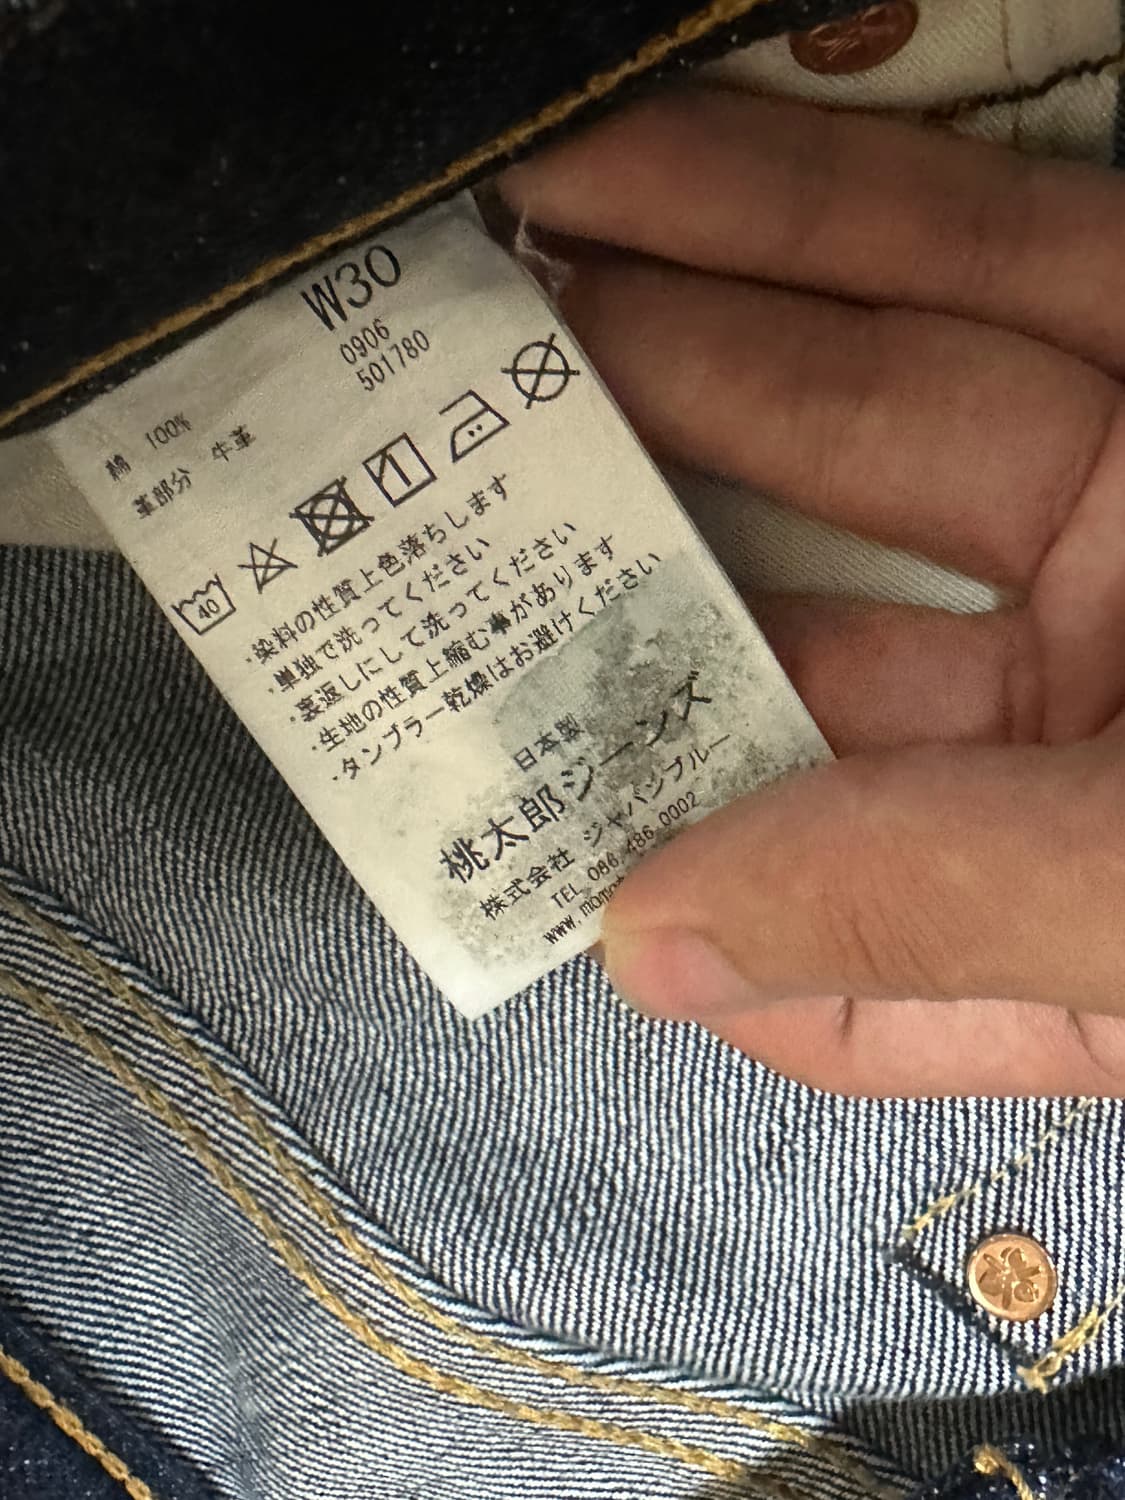 W30
0906
501780
綿 100%
革部分 牛革
40
・染料の性質上色落ちします
・単独で洗ってください
・裏返しにして洗ってください
・生地の性質上縮む事があります
・タンブラー乾燥はお避けください
日本製
桃太郎ジーンズ
株式会社 ジャパンブルー
TEL 086.486.0002
www.momot